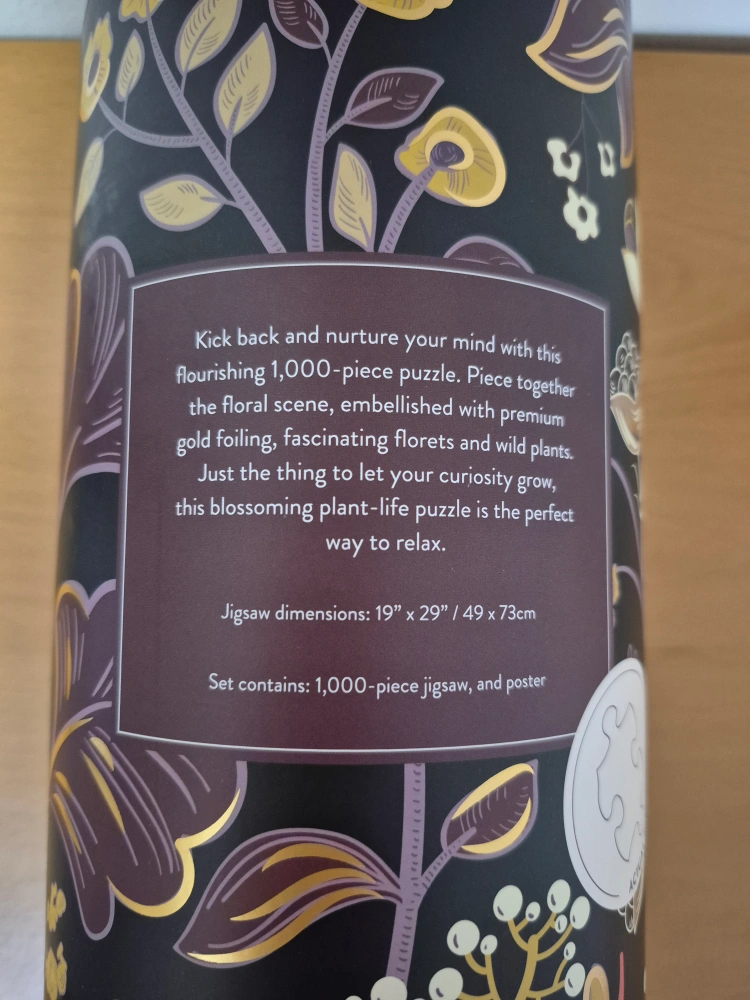 Kick back and nurture your mind with this
flourishing 1,000-piece puzzle. Piece together
the floral scene, embellished with premium
gold foiling, fascinating florets and wild plants.
Just the thing to let your curiosity grow,
this blossoming plant-life puzzle is the perfect
way to relax.
Jigsaw dimensions: 19” x 29” / 49 x 73cm
Set contains: 1,000-piece jigsaw, and poster